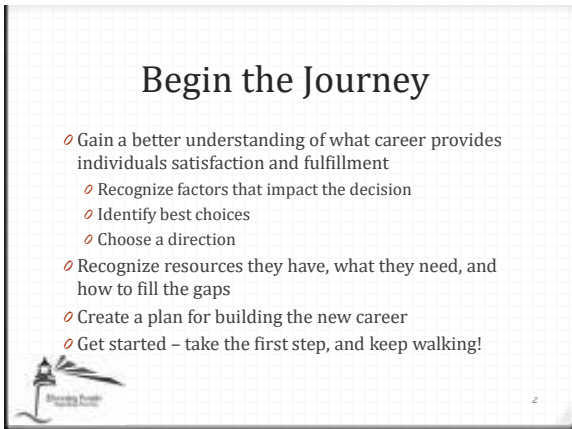 Begin the Journey
Gain a better understanding of what career provides
individuals satisfaction and fulfillment
Recognize factors that impact the decision
Identify best choices
Choose a direction
Recognize resources they have, what they need, and
how to fill the gaps
Create a plan for building the new career
Get started – take the first step, and keep walking!
2